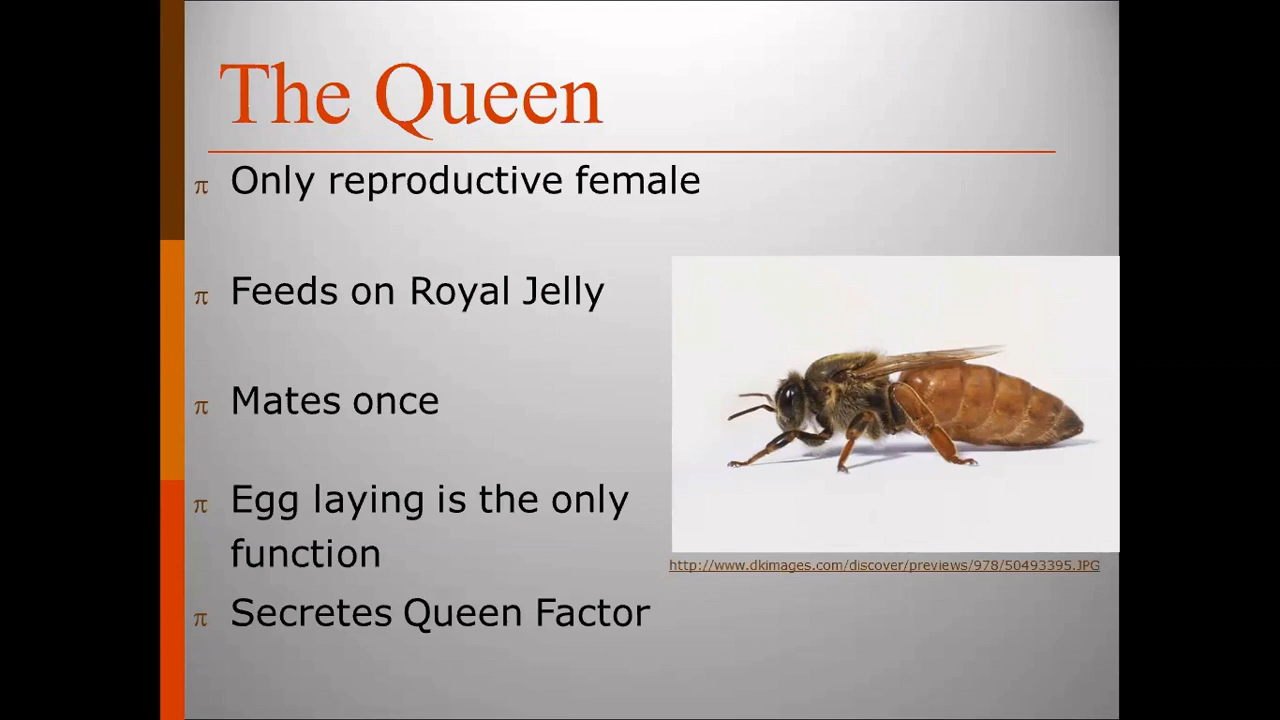 The Queen
π Only reproductive female
π Feeds on Royal Jelly
π Mates once
π Egg laying is the only
function
π Secretes Queen Factor
http://www.dkimages.com/discover/previews/978/50493395.JPG